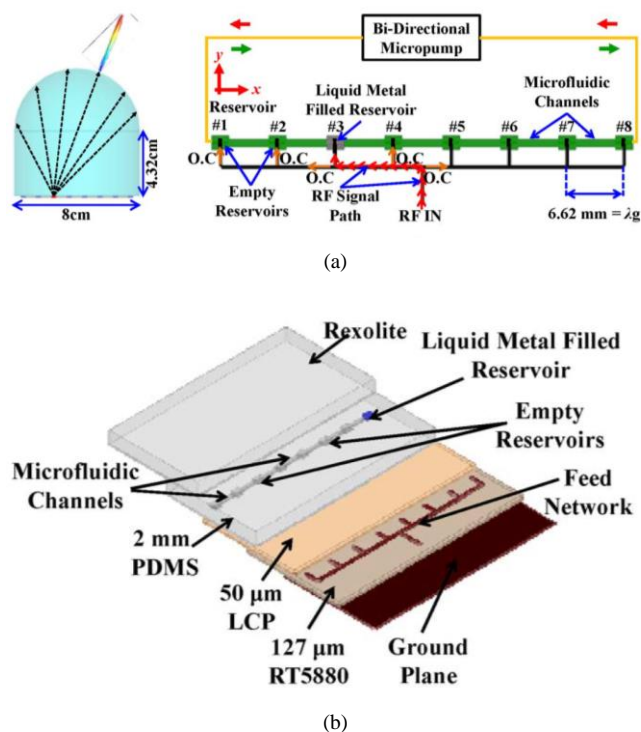 Bi-Directional
Micropump
y
x
Liquid Metal
Filled Reservoir
Microfluidic
Channels
Reservoir
#1
#2
#3
#4
#5
#6
#7
#8
O.C
O.C
O.C
O.C
O.C
Empty
Reservoirs
RF Signal
Path
RF IN
6.62 mm = λg
4.32cm
8cm
(a)
Rexolite
Liquid Metal Filled
Reservoir
Empty
Reservoirs
Microfluidic
Channels
Feed
Network
2 mm
PDMS
50 μm
LCP
127 μm
RT5880
Ground
Plane
(b)